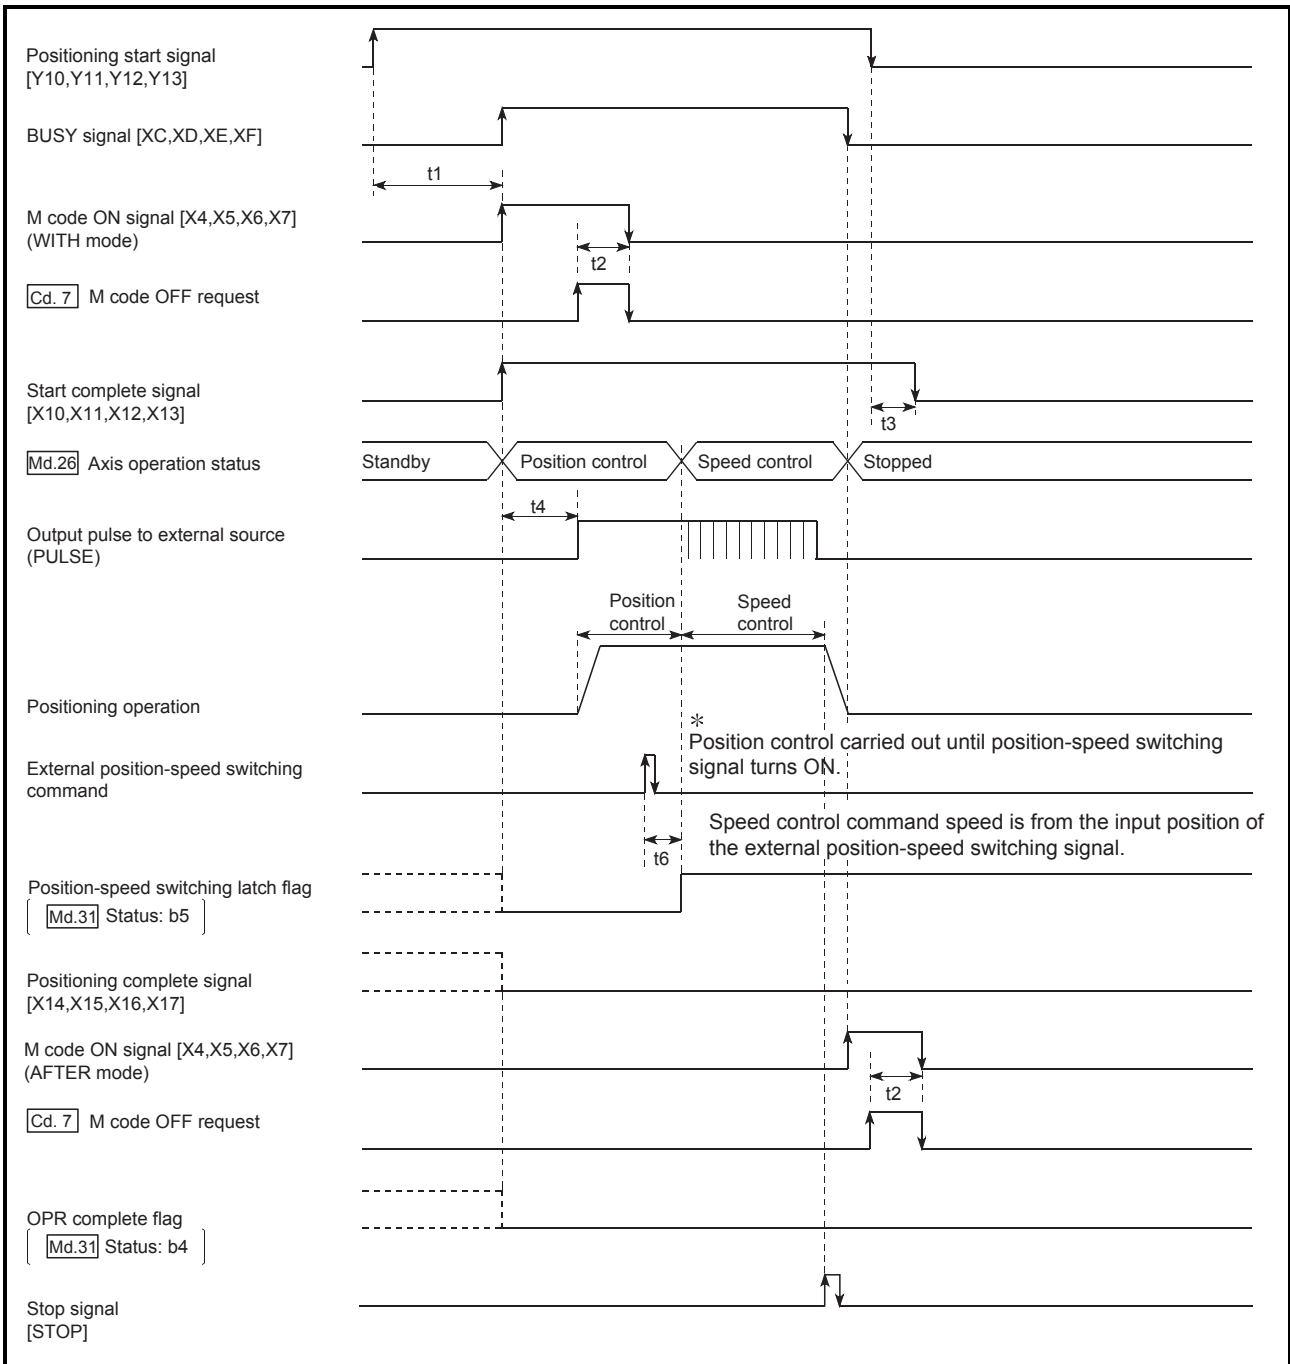 Positioning start signal
[Y10,Y11,Y12,Y13]
BUSY signal [XC,XD,XE,XF]
t1
M code ON signal [X4,X5,X6,X7]
(WITH mode)
t2
Cd. 7 M code OFF request
Start complete signal
[X10,X11,X12,X13]
t3
Md.26 Axis operation status
Standby
Position control
Speed control
Stopped
t4
Output pulse to external source
(PULSE)
Position
control
Speed
control
Positioning operation
*
Position control carried out until position-speed switching
signal turns ON.
External position-speed switching
command
Speed control command speed is from the input position of
the external position-speed switching signal.
t6
Position-speed switching latch flag
Md.31 Status: b5
Positioning complete signal
[X14,X15,X16,X17]
M code ON signal [X4,X5,X6,X7]
(AFTER mode)
t2
Cd. 7 M code OFF request
OPR complete flag
Md.31 Status: b4
Stop signal
[STOP]